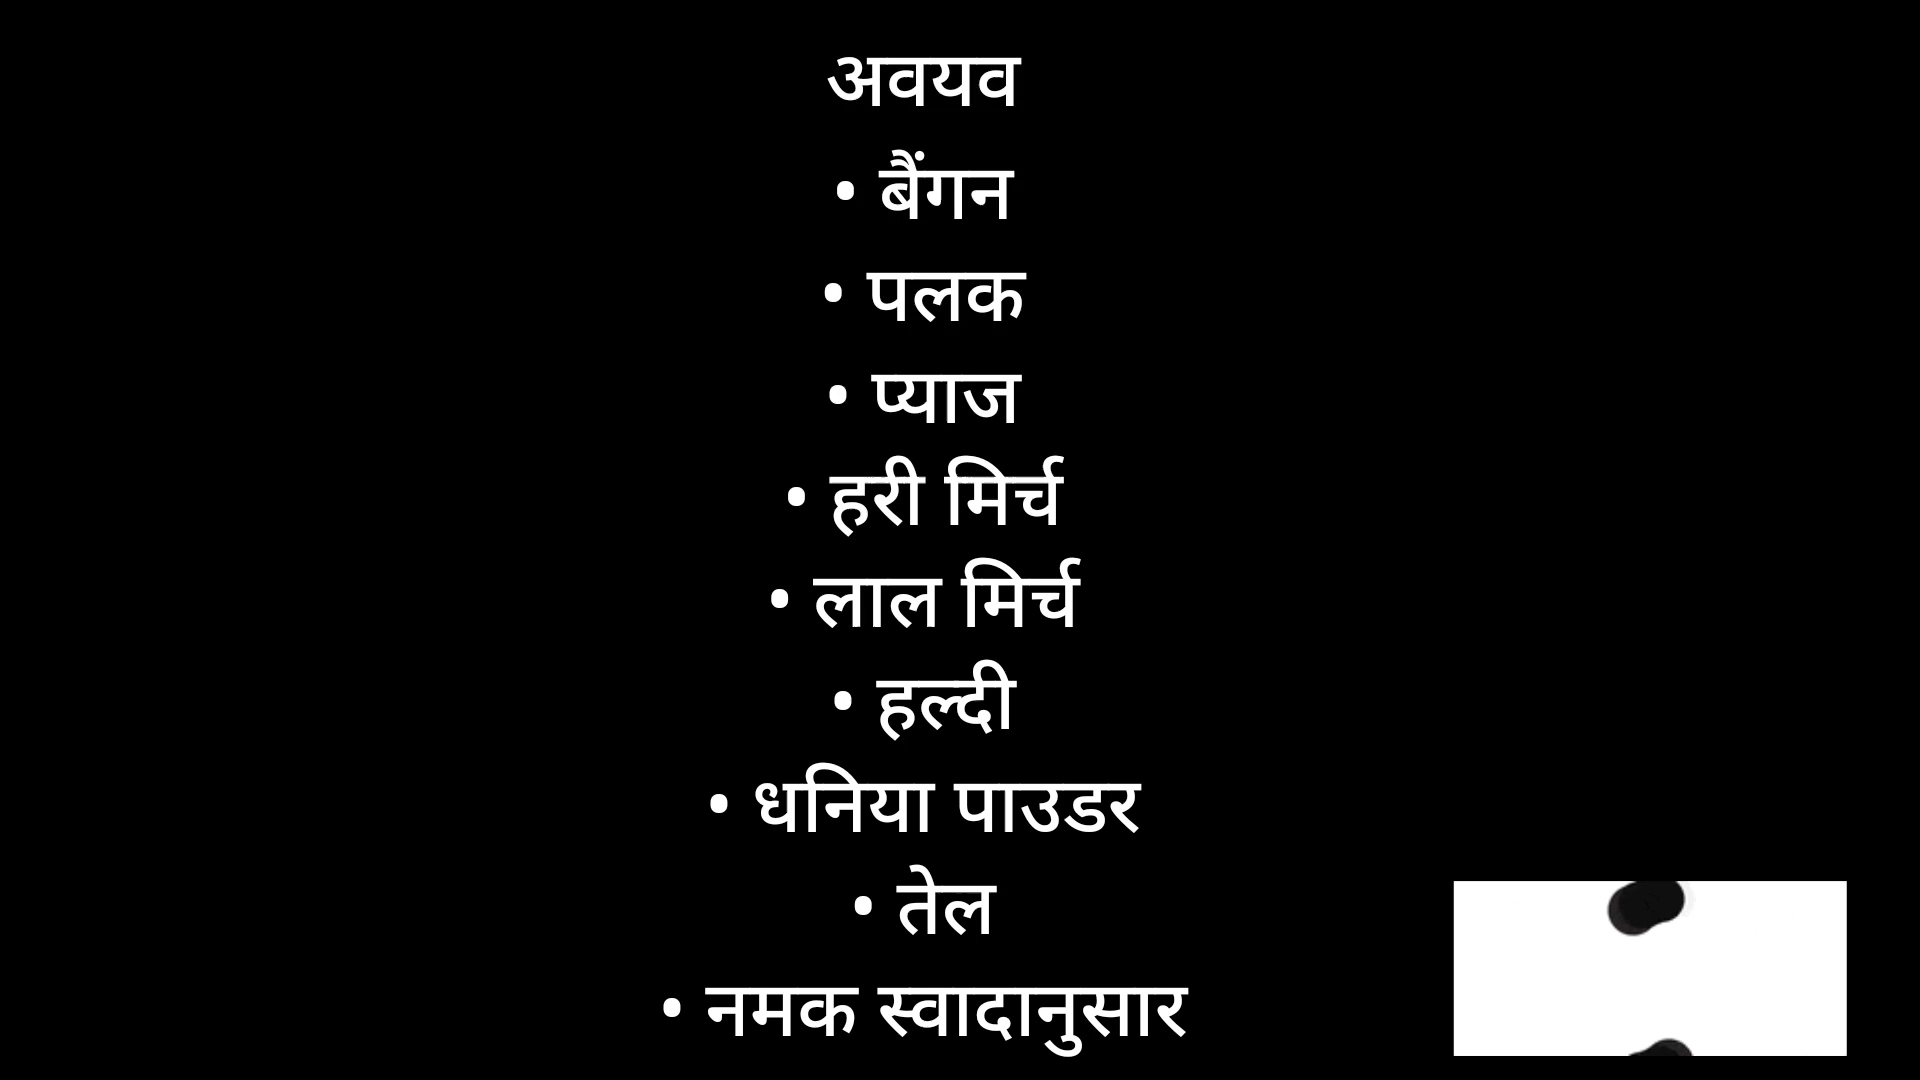 अवयव
• बैंगन
• पलक
• प्याज
• हरी मिर्च
• लाल मिर्च
• हल्दी
• धनिया पाउडर
• तेल
• नमक स्वादानुसार